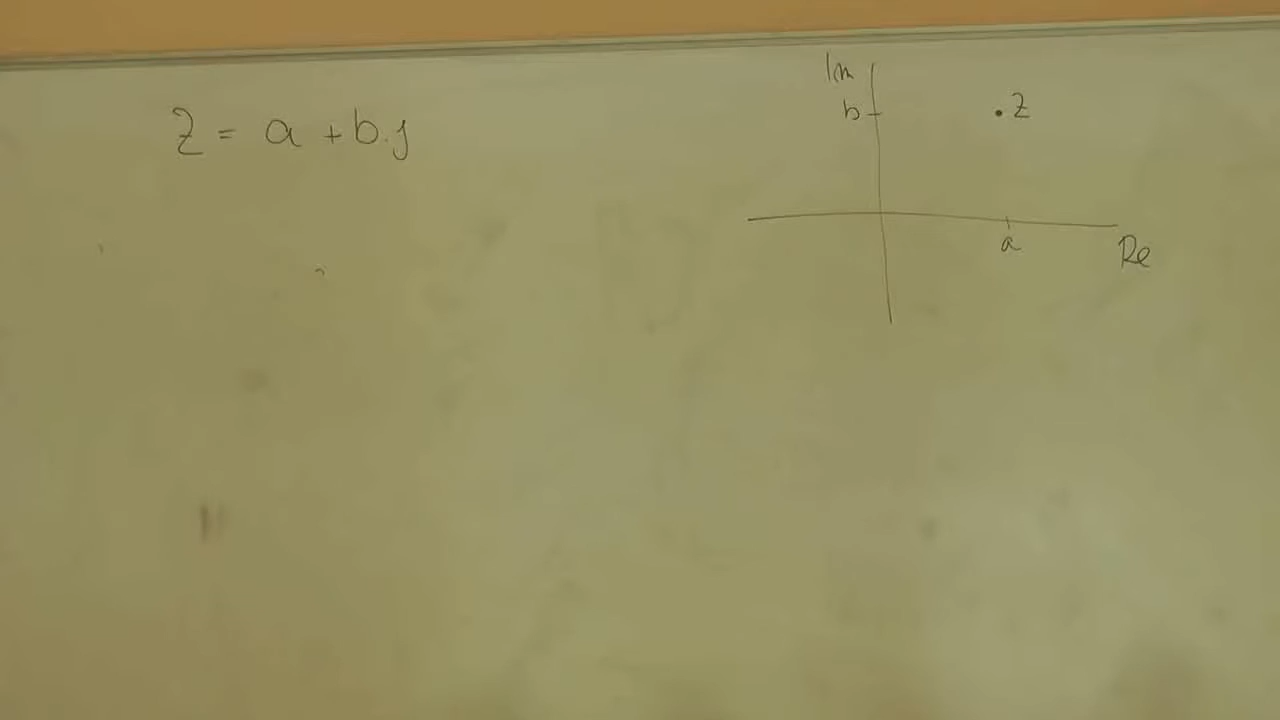 z = a + b.j
Im
b
z
a
Re